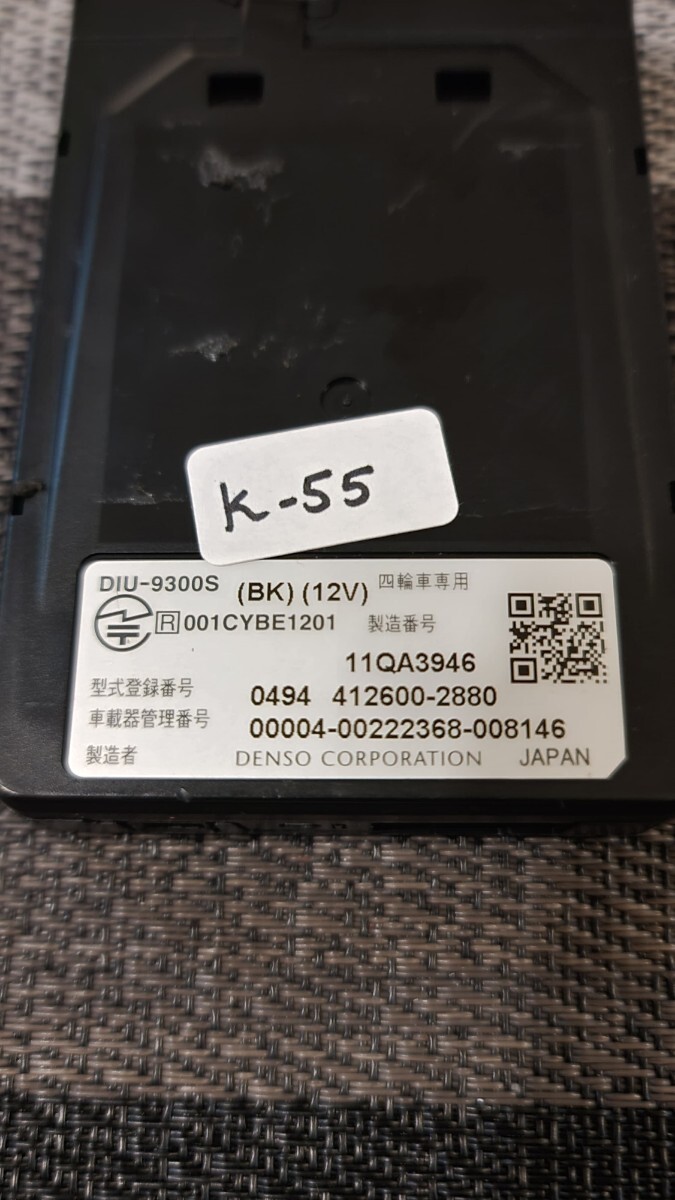 K-55
DIU-9300S (BK) (12V) 四輪車専用
R 001CYBE1201 製造番号
11QA3946
型式登録番号 0494 412600-2880
車載器管理番号 00004-00222368-008146
製造者 DENSO CORPORATION JAPAN